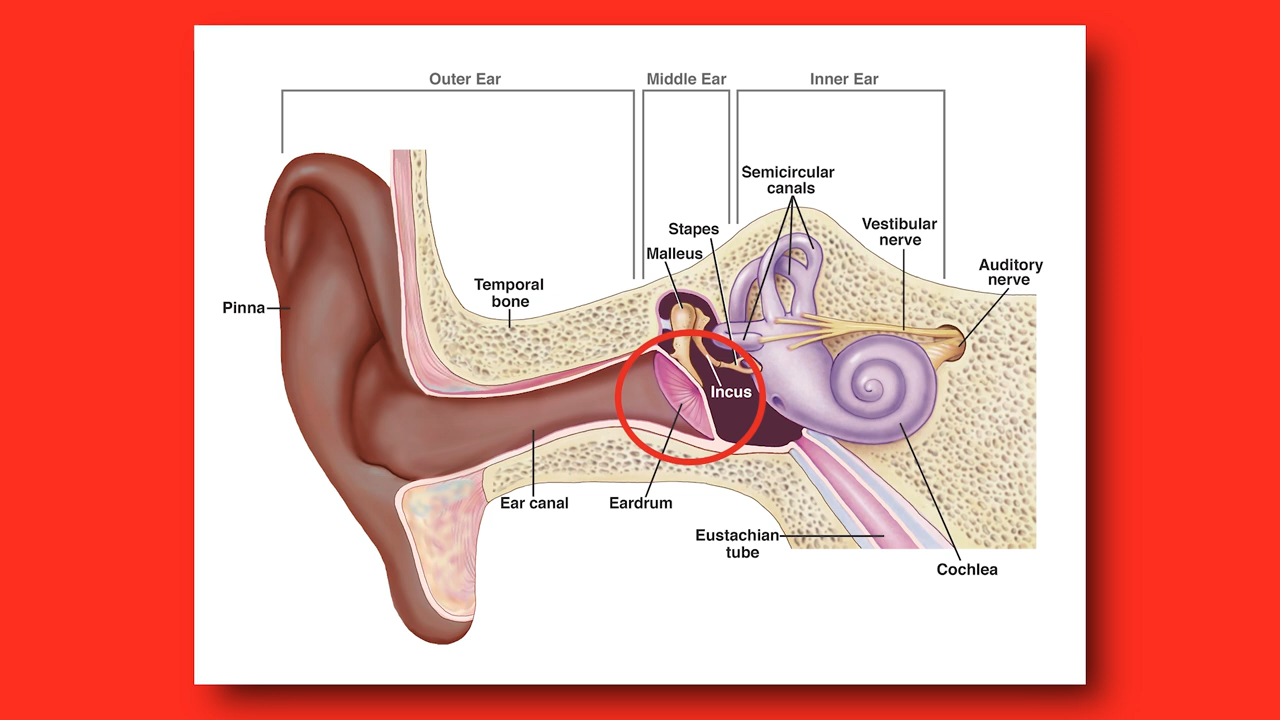 Outer Ear
Middle Ear
Inner Ear
Semicircular
canals
Stapes
Malleus
Vestibular
nerve
Auditory
nerve
Temporal
bone
Pinna
Incus
Ear canal
Eardrum
Eustachian
tube
Cochlea